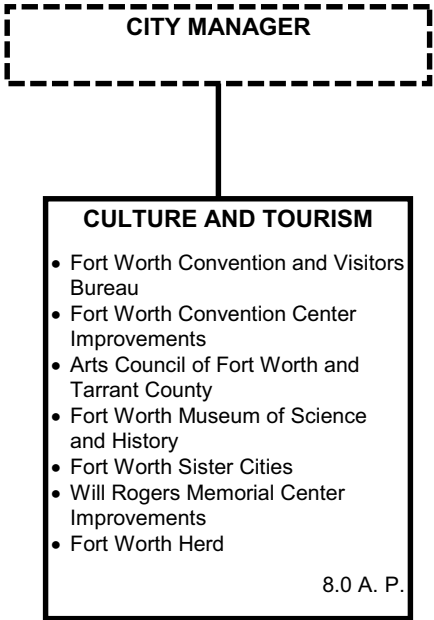 CITY MANAGER
CULTURE AND TOURISM
• Fort Worth Convention and Visitors
Bureau
• Fort Worth Convention Center
Improvements
• Arts Council of Fort Worth and
Tarrant County
• Fort Worth Museum of Science
and History
• Fort Worth Sister Cities
• Will Rogers Memorial Center
Improvements
• Fort Worth Herd
8.0 A. P.